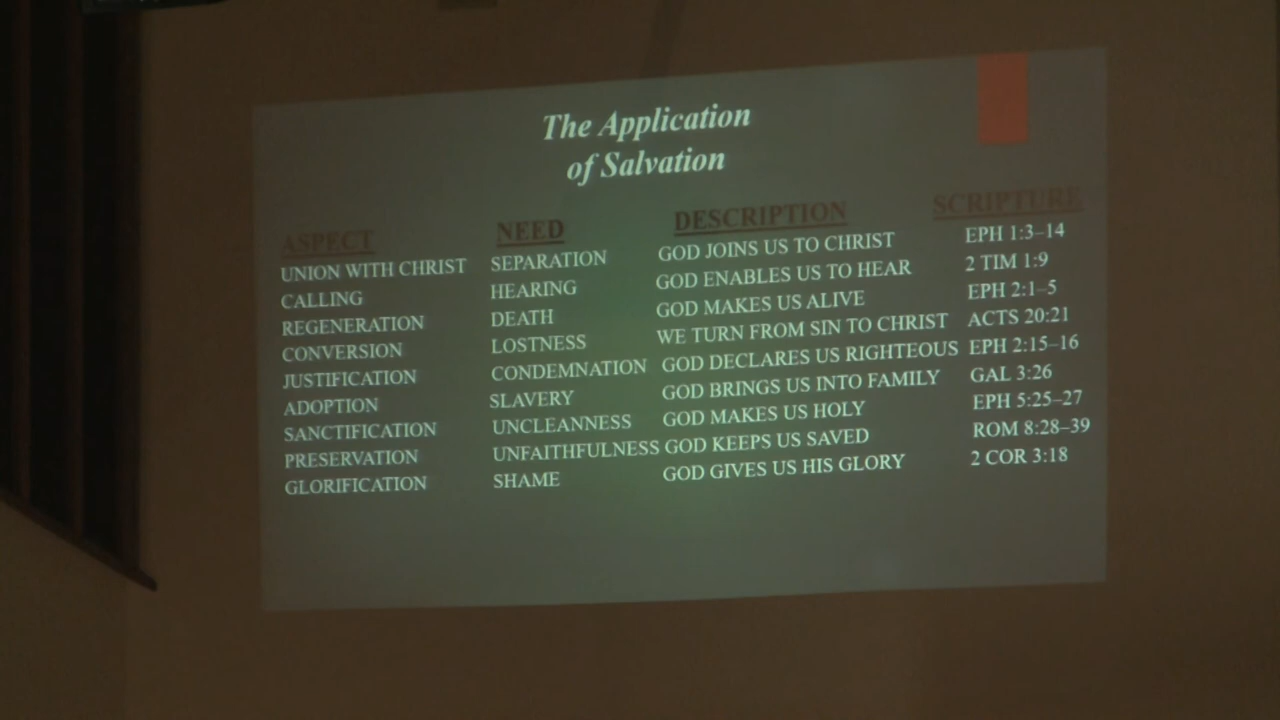 The Application
of Salvation
ASPECT NEED DESCRIPTION SCRIPTURE
UNION WITH CHRIST SEPARATION GOD JOINS US TO CHRIST EPH 1:3–14
CALLING HEARING GOD ENABLES US TO HEAR 2 TIM 1:9
REGENERATION DEATH GOD MAKES US ALIVE EPH 2:1–5
CONVERSION LOSTNESS WE TURN FROM SIN TO CHRIST ACTS 20:21
JUSTIFICATION CONDEMNATION GOD DECLARES US RIGHTEOUS EPH 2:15–16
ADOPTION SLAVERY GOD BRINGS US INTO FAMILY GAL 3:26
SANCTIFICATION UNCLEANNESS GOD MAKES US HOLY EPH 5:25–27
PRESERVATION UNFAITHFULNESS GOD KEEPS US SAVED ROM 8:28–39
GLORIFICATION SHAME GOD GIVES US HIS GLORY 2 COR 3:18